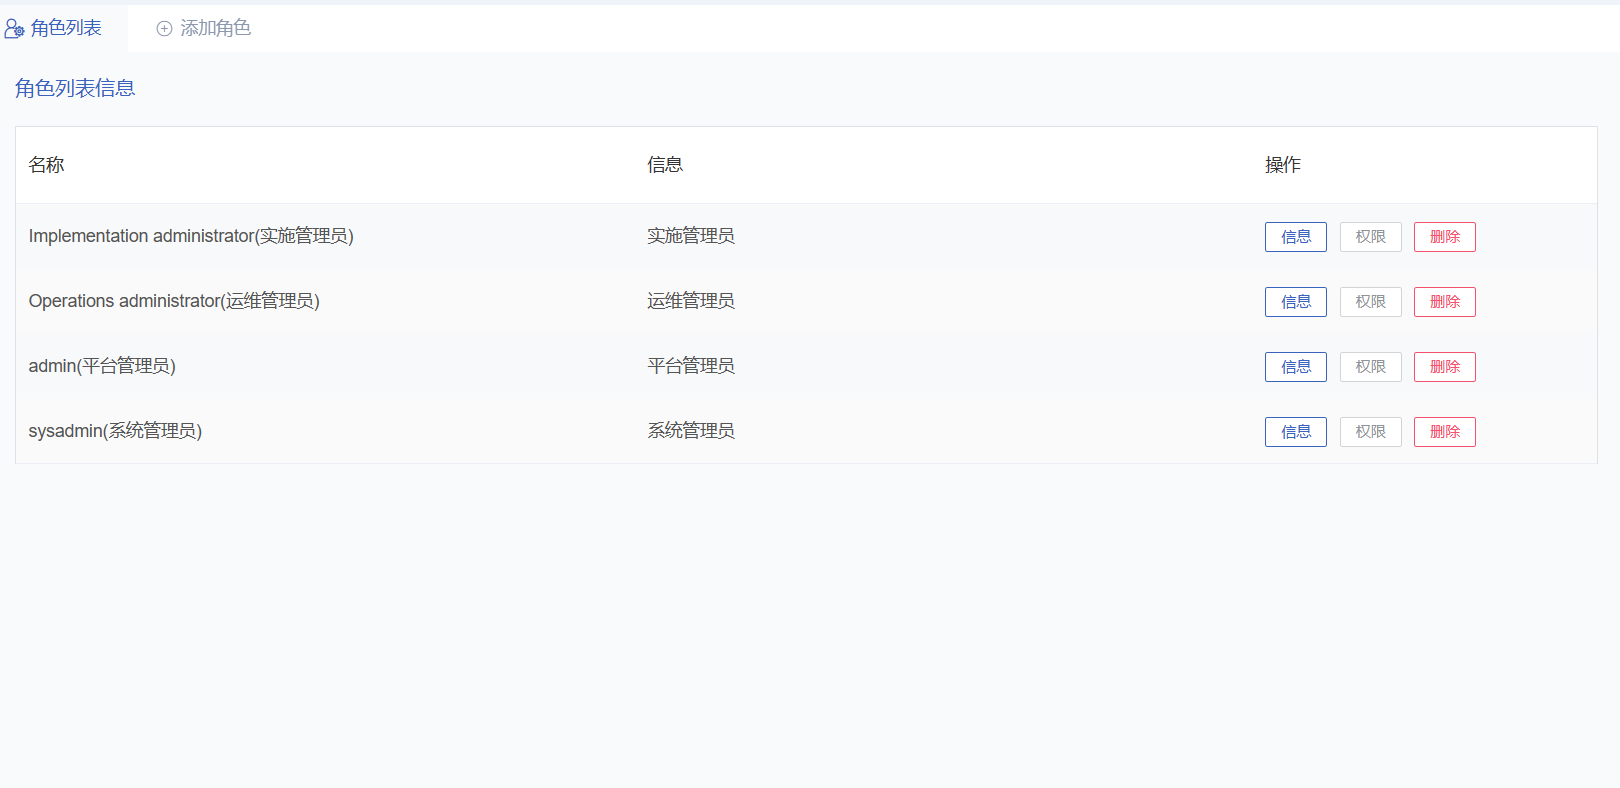 角色列表 添加角色
角色列表信息
名称 信息 操作
Implementation administrator(实施管理员) 实施管理员 信息 权限 删除
Operations administrator(运维管理员) 运维管理员 信息 权限 删除
admin(平台管理员) 平台管理员 信息 权限 删除
sysadmin(系统管理员) 系统管理员 信息 权限 删除